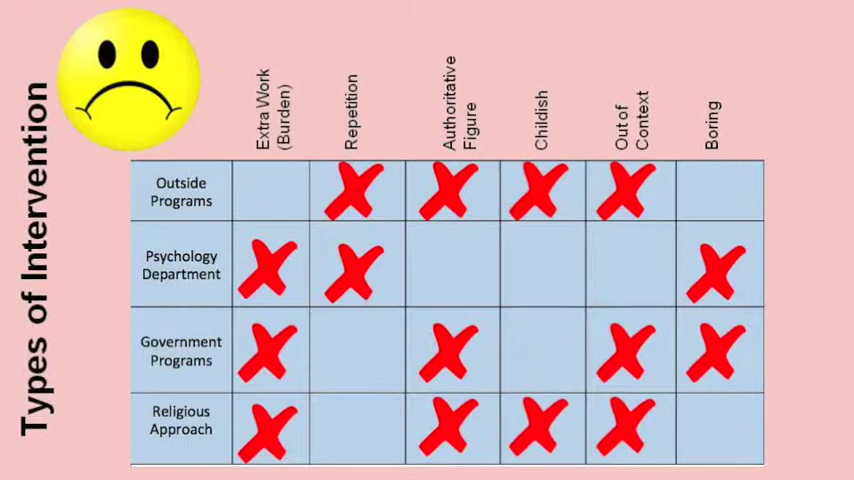 Types of Intervention
Extra Work
(Burden)
Repetition
Authoritative
Figure
Childish
Out of
Context
Boring
Outside
Programs
Psychology
Department
Government
Programs
Religious
Approach